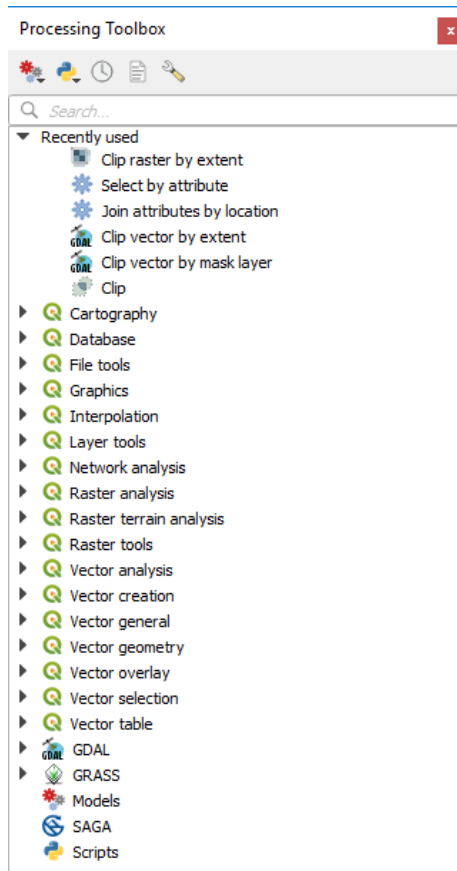 Processing Toolbox
x
Search...
Recently used
Clip raster by extent
Select by attribute
Join attributes by location
GDAL Clip vector by extent
GDAL Clip vector by mask layer
Clip
Cartography
Database
File tools
Graphics
Interpolation
Layer tools
Network analysis
Raster analysis
Raster terrain analysis
Raster tools
Vector analysis
Vector creation
Vector general
Vector geometry
Vector overlay
Vector selection
Vector table
GDAL GDAL
GRASS
Models
SAGA
Scripts